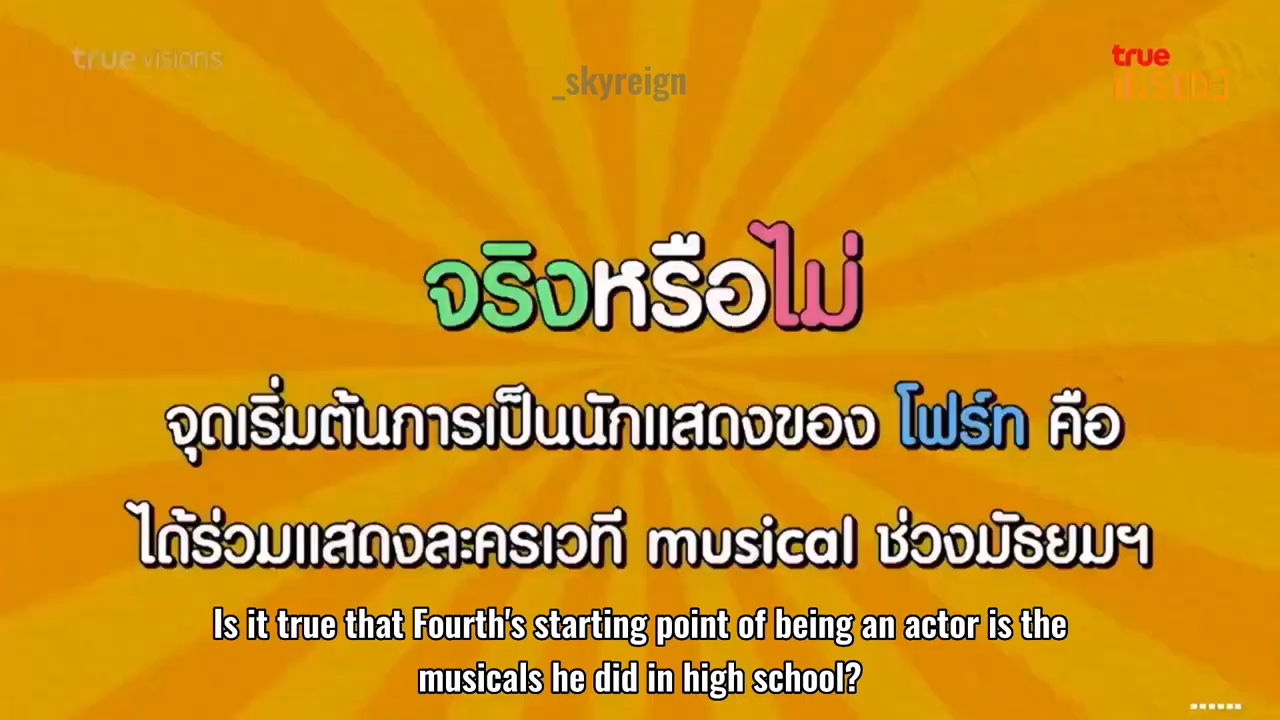 true visions
_skyreign
true
INSIDE
จริงหรือไม่
จุดเริ่มต้นการเป็นนักแสดงของ โฟร์ท คือ
ได้ร่วมแสดงละครเวที musical ช่วงมัธยมฯ
Is it true that Fourth's starting point of being an actor is the
musicals he did in high school?